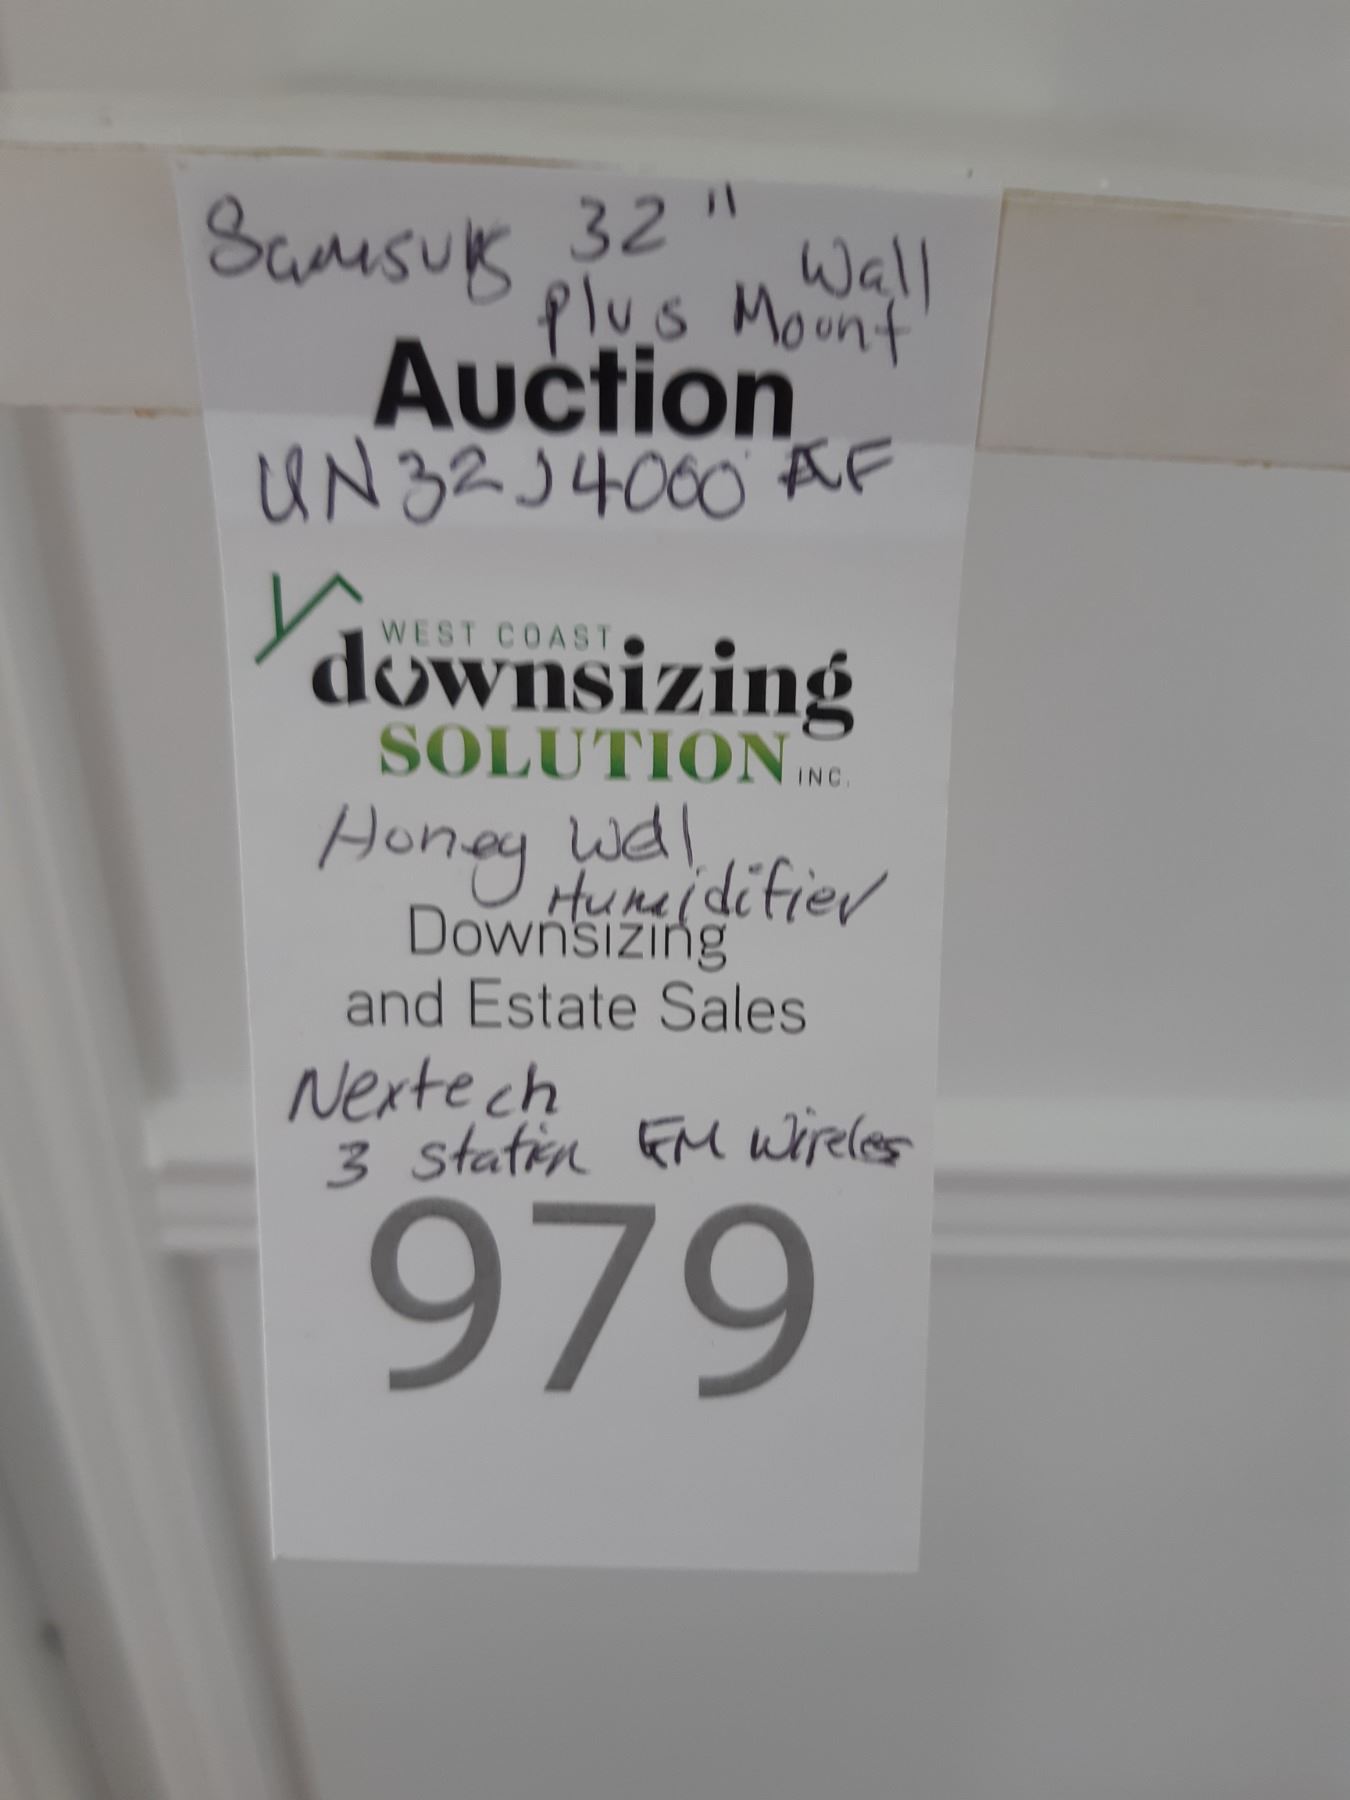 Samsung 32"
plus Wall Mount
Auction
UN32J4000AF
WEST COAST
downsizing
SOLUTION INC.
Honey Well
Humidifier
Downsizing
and Estate Sales
Nextech
3 Station FM Wireless
979